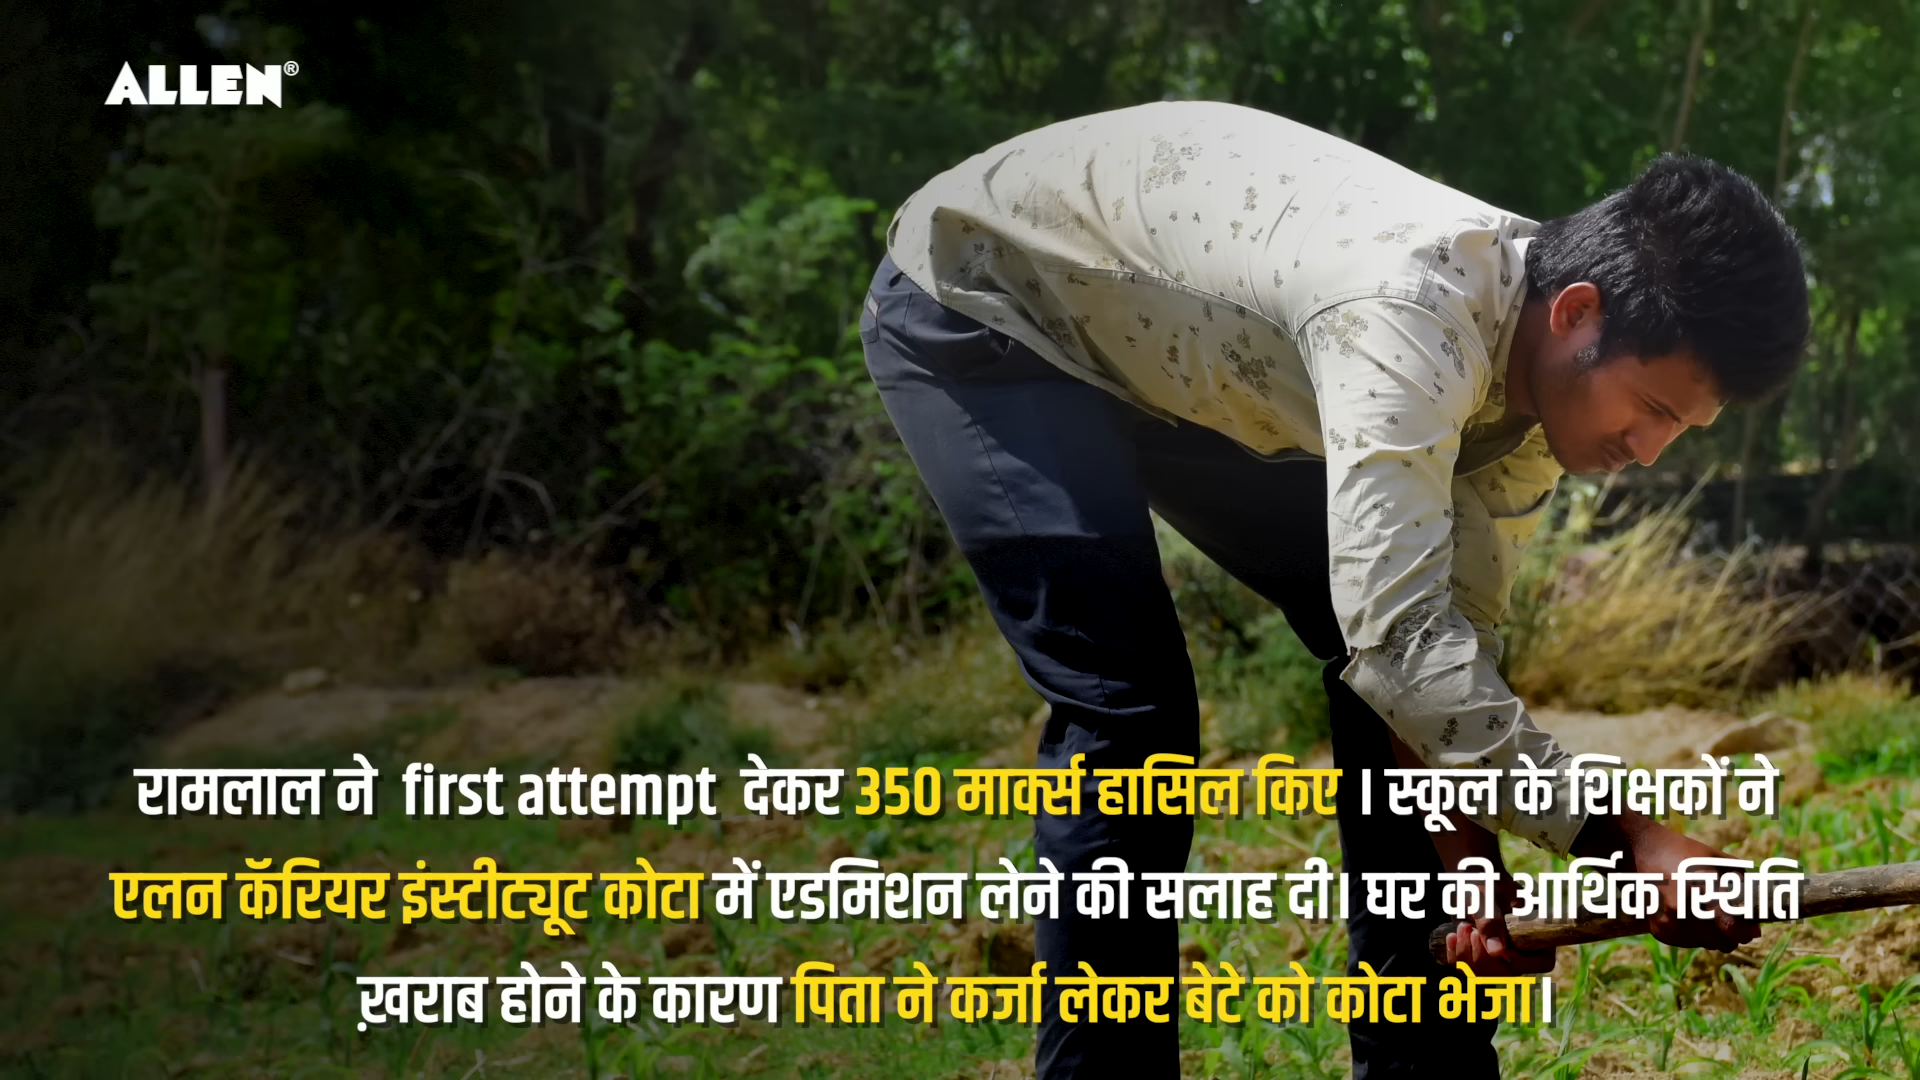 ALLEN®
रामलाल ने first attempt देकर 350 मार्क्स हासिल किए । स्कूल के शिक्षकों ने
एलन कॅरियर इंस्टीट्यूट कोटा में एडमिशन लेने की सलाह दी। घर की आर्थिक स्थिति
ख़राब होने के कारण पिता ने कर्जा लेकर बेटे को कोटा भेजा।